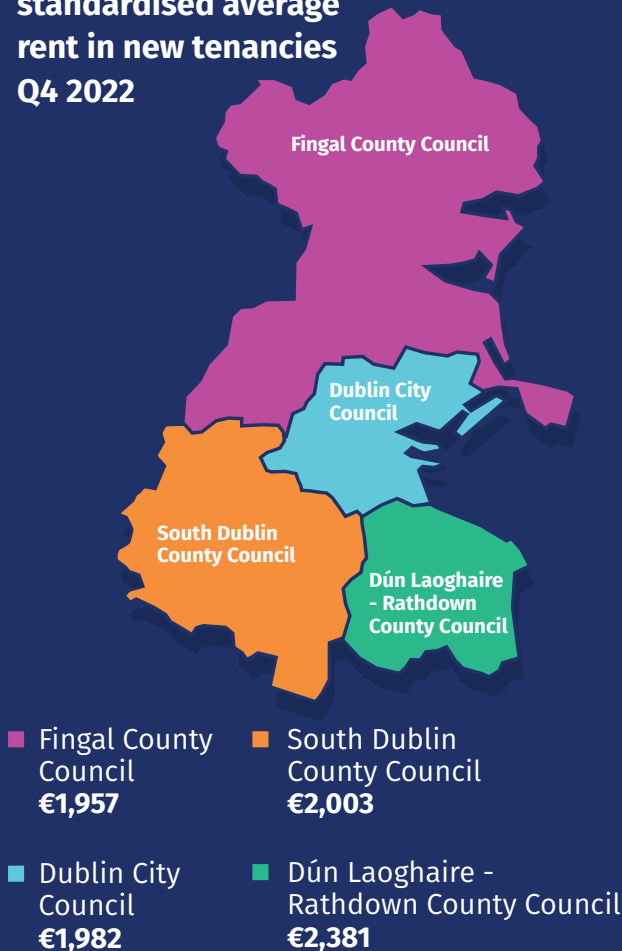 standardised average
rent in new tenancies
Q4 2022
Fingal County Council
Dublin City
Council
South Dublin
County Council
Dún Laoghaire
- Rathdown
County Council
Fingal County
Council
€1,957
South Dublin
County Council
€2,003
Dublin City
Council
€1,982
Dún Laoghaire -
Rathdown County Council
€2,381